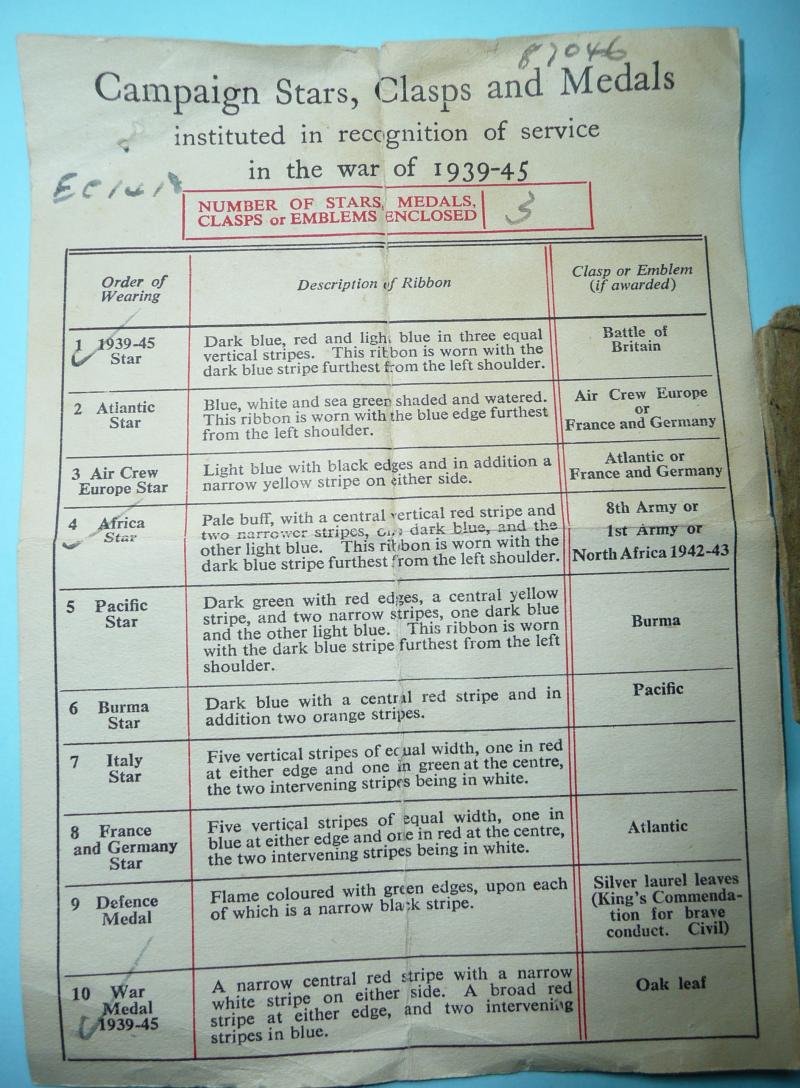 87046
Campaign Stars, Clasps and Medals
instituted in recognition of service
in the war of 1939-45
NUMBER OF STARS, MEDALS,
CLASPS or EMBLEMS ENCLOSED
3
Order of
Wearing
Description of Ribbon
Clasp or Emblem
(if awarded)
1 1939-45
Star
Dark blue, red and light blue in three equal
vertical stripes. This ribbon is worn with the
dark blue stripe furthest from the left shoulder.
Battle of
Britain
2 Atlantic
Star
Blue, white and sea green shaded and watered.
This ribbon is worn with the blue edge furthest
from the left shoulder.
Air Crew Europe
or
France and Germany
3 Air Crew
Europe Star
Light blue with black edges and in addition a
narrow yellow stripe on either side.
Atlantic or
France and Germany
4 Africa
Star
Pale buff, with a central vertical red stripe and
two narrower stripes, one dark blue, and the
other light blue. This ribbon is worn with the
dark blue stripe furthest from the left shoulder.
8th Army or
1st Army or
North Africa 1942-43
5 Pacific
Star
Dark green with red edges, a central yellow
stripe, and two narrow stripes, one dark blue
and the other light blue. This ribbon is worn
with the dark blue stripe furthest from the left
shoulder.
Burma
6 Burma
Star
Dark blue with a central red stripe and in
addition two orange stripes.
Pacific
7 Italy
Star
Five vertical stripes of equal width, one in red
at either edge and one in green at the centre,
the two intervening stripes being in white.
8 France
and Germany
Star
Five vertical stripes of equal width, one in
blue at either edge and one in red at the centre,
the two intervening stripes being in white.
Atlantic
9 Defence
Medal
Flame coloured with green edges, upon each
of which is a narrow black stripe.
Silver laurel leaves
(King's Commenda-
tion for brave
conduct. Civil)
10 War
Medal
1939-45
A narrow central red stripe with a narrow
white stripe on either side. A broad red
stripe at either edge, and two intervening
stripes in blue.
Oak leaf